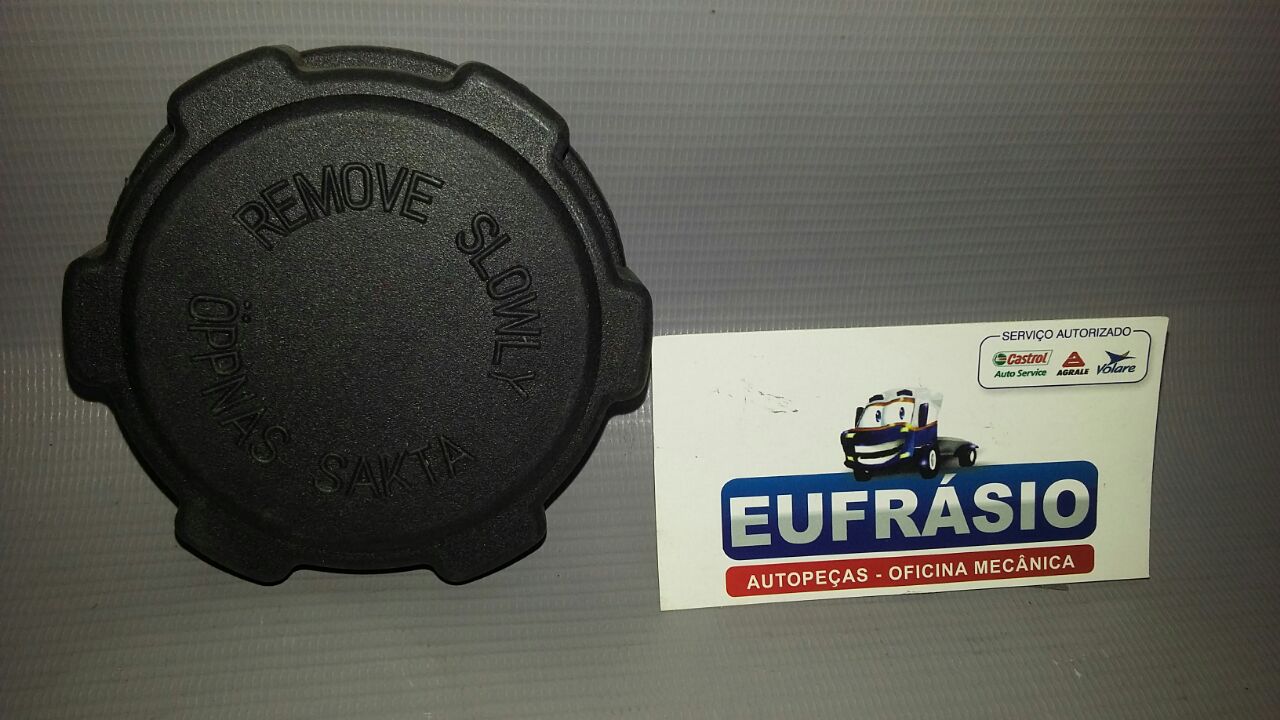 REMOVE SLOWLY
ÖPPNAS SAKTA
SERVIÇO AUTORIZADO
Castrol
Auto Service
AGRALE
Volare
EUFRÁSIO
AUTOPEÇAS - OFICINA MECÂNICA